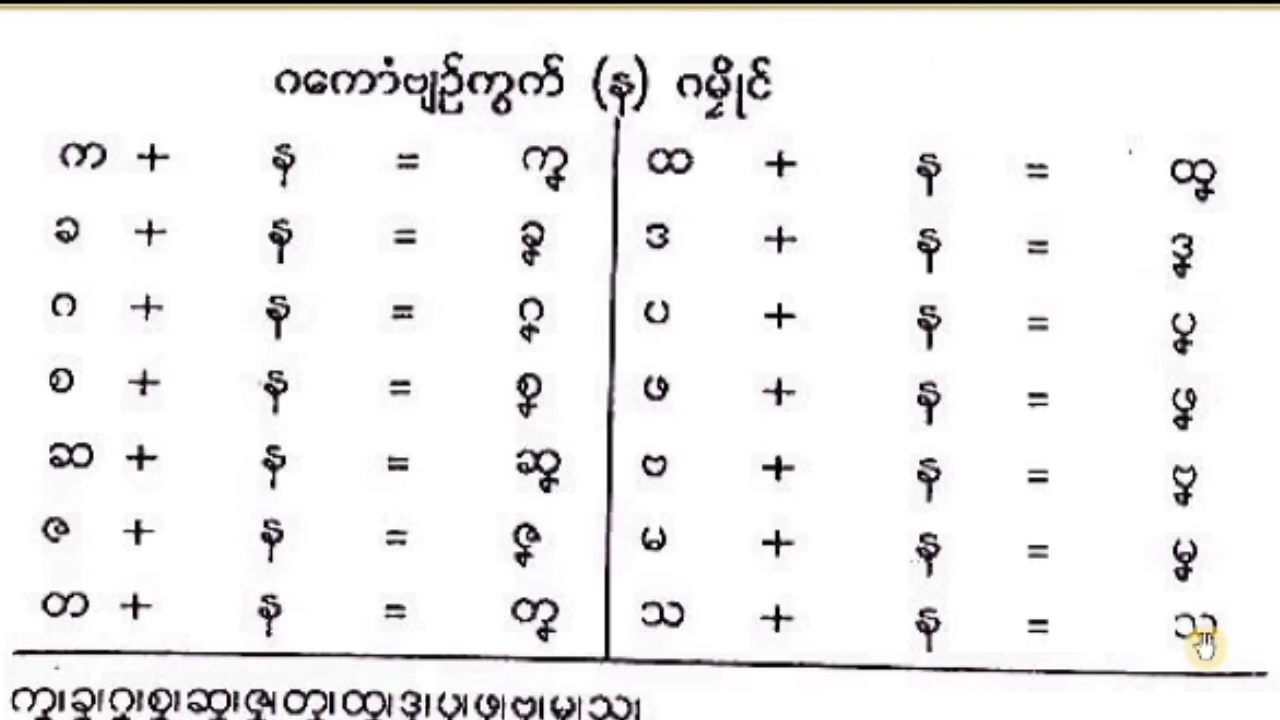 ဂကောံဗျဉ်ကွက် (န) ဂမၠိုင်
က + န = ကၞ ထ + န = ထၞ
ခ + န = ခၞ ဒ + န = ဒၞ
ဂ + န = ဂၞ ပ + န = ပၞ
စ + န = စၞ ဖ + န = ဖၞ
ဆ + န = ဆၞ ဗ + န = ဗၞ
ဇ + န = ဇၞ မ + န = မၞ
တ + န = တၞ သ + န = သၞ
ကၞ၊ခၞ၊ဂၞ၊စၞ၊ဆၞ၊ဇၞ၊တၞ၊ထၞ၊ဒၞ၊ပၞ၊ဖၞ၊ဗၞ၊မၞ၊သၞ၊